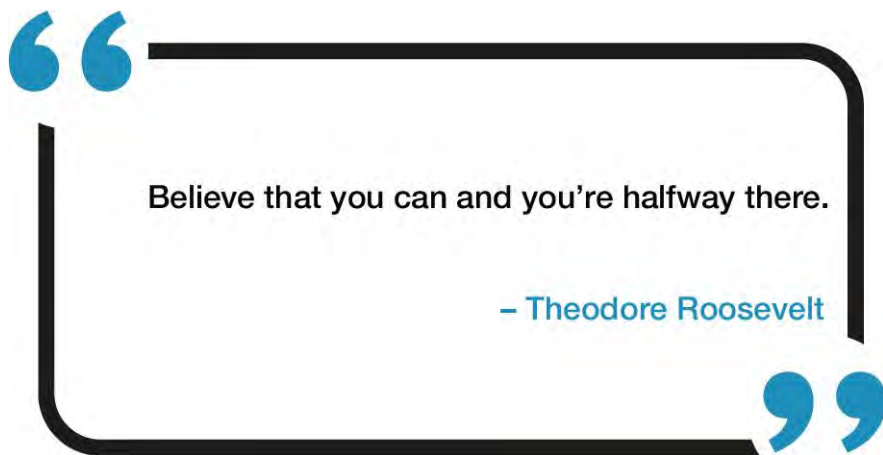 Believe that you can and you’re halfway there.
– Theodore Roosevelt